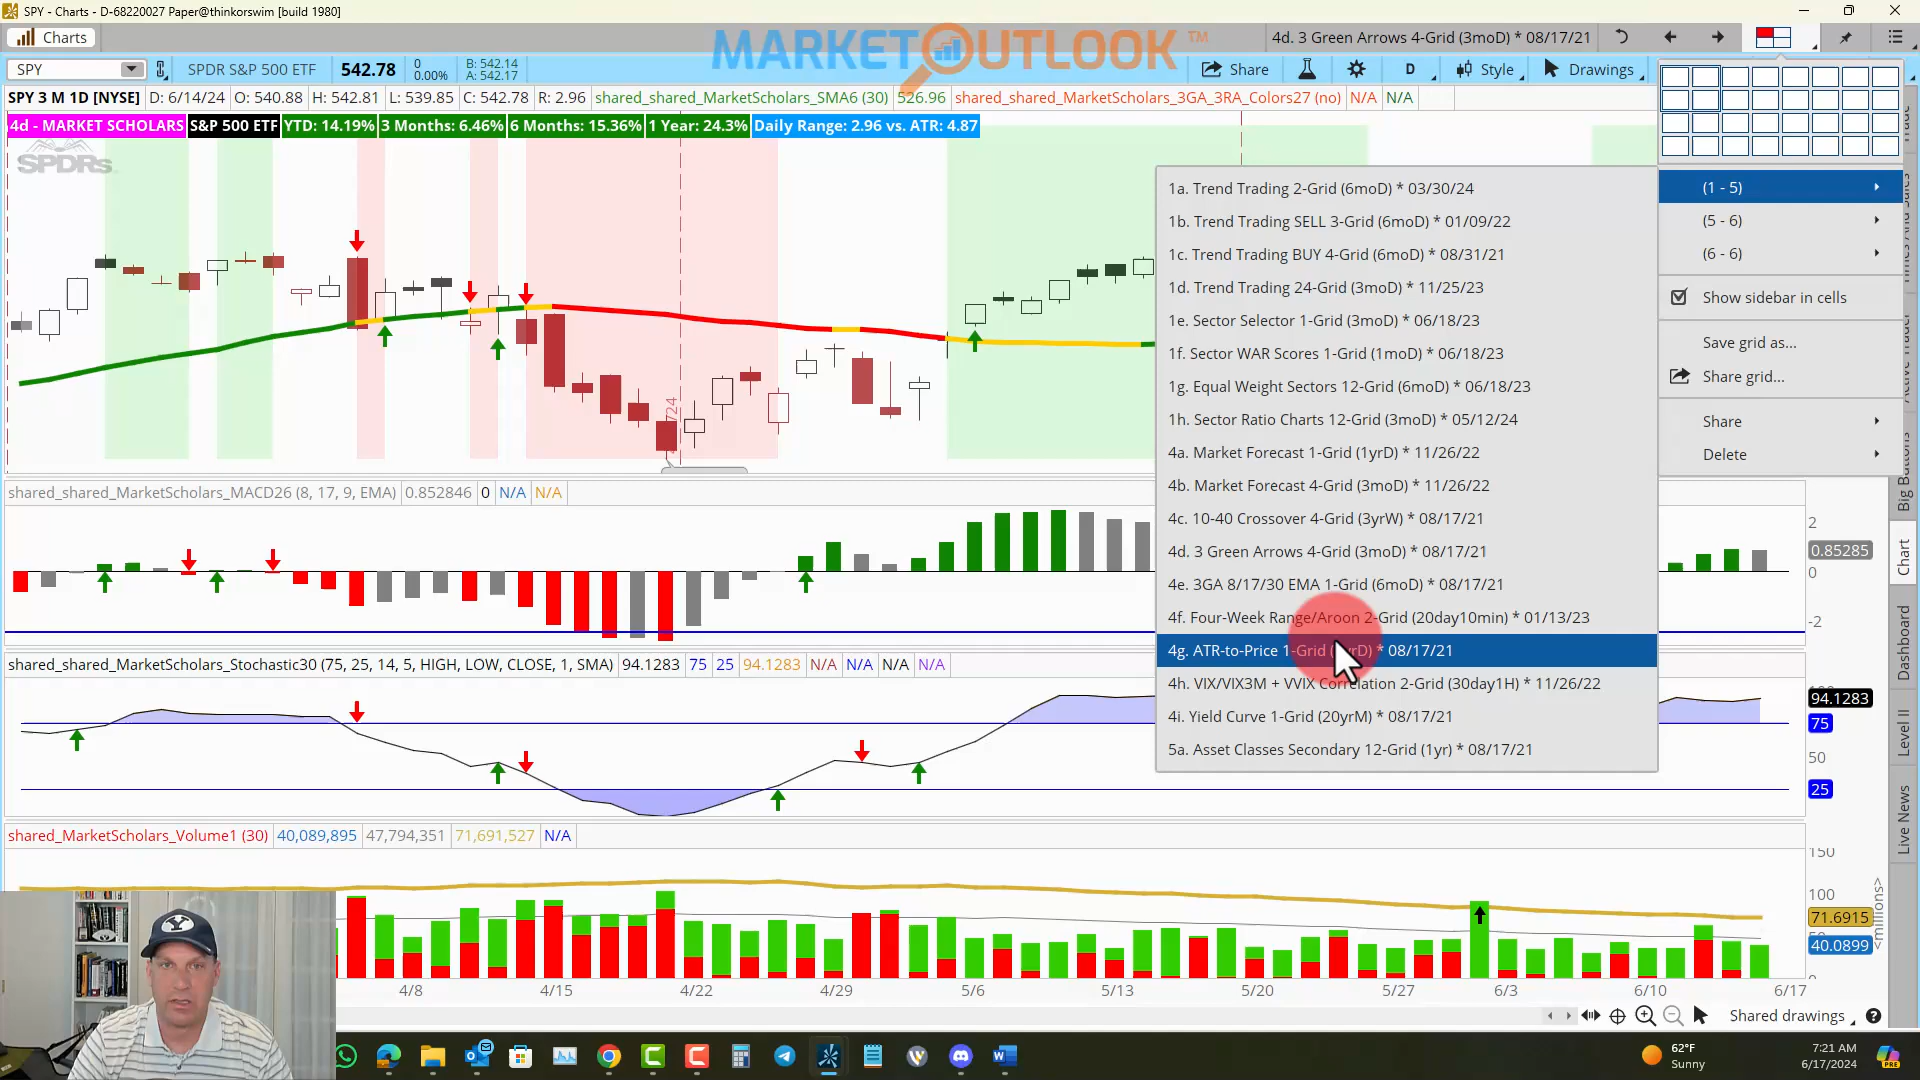 SPY - Charts - D-68220027 Paper@thinkorswim [build 1980]
Charts
MARKETOUTLOOK™
4d. 3 Green Arrows 4-Grid (3moD) * 08/17/21
SPY
SPDR S&P 500 ETF
542.78
0
0.00%
B: 542.14
A: 542.17
Share
D
Style
Drawings
SPY 3 M 1D [NYSE] D: 6/14/24 O: 540.88 H: 542.81 L: 539.85 C: 542.78 R: 2.96 shared_shared_MarketScholars_SMA6 (30) 526.96 shared_shared_MarketScholars_3GA_3RA_Colors27 (no) N/A N/A
4d - MARKET SCHOLARS S&P 500 ETF YTD: 14.19% 3 Months: 6.46% 6 Months: 15.36% 1 Year: 24.3% Daily Range: 2.96 vs. ATR: 4.87
SPDRs
1a. Trend Trading 2-Grid (6moD) * 03/30/24
1b. Trend Trading SELL 3-Grid (6moD) * 01/09/22
1c. Trend Trading BUY 4-Grid (6moD) * 08/31/21
1d. Trend Trading 24-Grid (3moD) * 11/25/23
1e. Sector Selector 1-Grid (3moD) * 06/18/23
1f. Sector WAR Scores 1-Grid (1moD) * 06/18/23
1g. Equal Weight Sectors 12-Grid (6moD) * 06/18/23
1h. Sector Ratio Charts 12-Grid (3moD) * 05/12/24
4a. Market Forecast 1-Grid (1yrD) * 11/26/22
4b. Market Forecast 4-Grid (3moD) * 11/26/22
4c. 10-40 Crossover 4-Grid (3yrW) * 08/17/21
4d. 3 Green Arrows 4-Grid (3moD) * 08/17/21
4e. 3GA 8/17/30 EMA 1-Grid (6moD) * 08/17/21
4f. Four-Week Range/Aroon 2-Grid (20day10min) * 01/13/23
4g. ATR-to-Price 1-Grid * 08/17/21
4h. VIX/VIX3M + VVIX Correlation 2-Grid (30day1H) * 11/26/22
4i. Yield Curve 1-Grid (20yrM) * 08/17/21
5a. Asset Classes Secondary 12-Grid (1yr) * 08/17/21
(1 - 5)
(5 - 6)
(6 - 6)
Show sidebar in cells
Save grid as...
Share grid...
Share
Delete
shared_shared_MarketScholars_MACD26 (8, 17, 9, EMA) 0.852846 0 N/A N/A
2
0.85285
0
-2
shared_shared_MarketScholars_Stochastic30 (75, 25, 14, 5, HIGH, LOW, CLOSE, 1, SMA) 94.1283 75 25 94.1283 N/A N/A N/A N/A
94.1283
75
50
25
shared_MarketScholars_Volume1 (30) 40,089,895 47,794,351 71,691,527 N/A
150
100
71.6915
40.0899
<millions>
4/8 4/15 4/22 4/29 5/6 5/13 5/20 5/27 6/3 6/10 6/17
Shared drawings
Big Buttons
Chart
Dashboard
Level II
Live News
62°F
Sunny
7:21 AM
6/17/2024